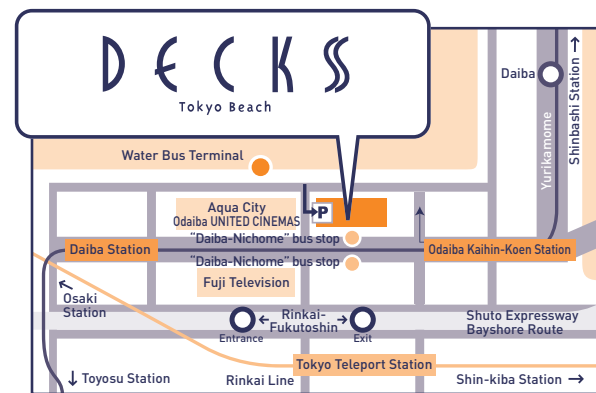 DECKS
Tokyo Beach
Daiba
Shinbashi Station
Yurikamome
Water Bus Terminal
Aqua City
Odaiba UNITED CINEMAS
P
"Daiba-Nichome" bus stop
Daiba Station
Odaiba Kaihin-Koen Station
"Daiba-Nichome" bus stop
Fuji Television
Osaki
Station
Rinkai-
Fukutoshin
Entrance
Exit
Shuto Expressway
Bayshore Route
Tokyo Teleport Station
Toyosu Station
Rinkai Line
Shin-kiba Station